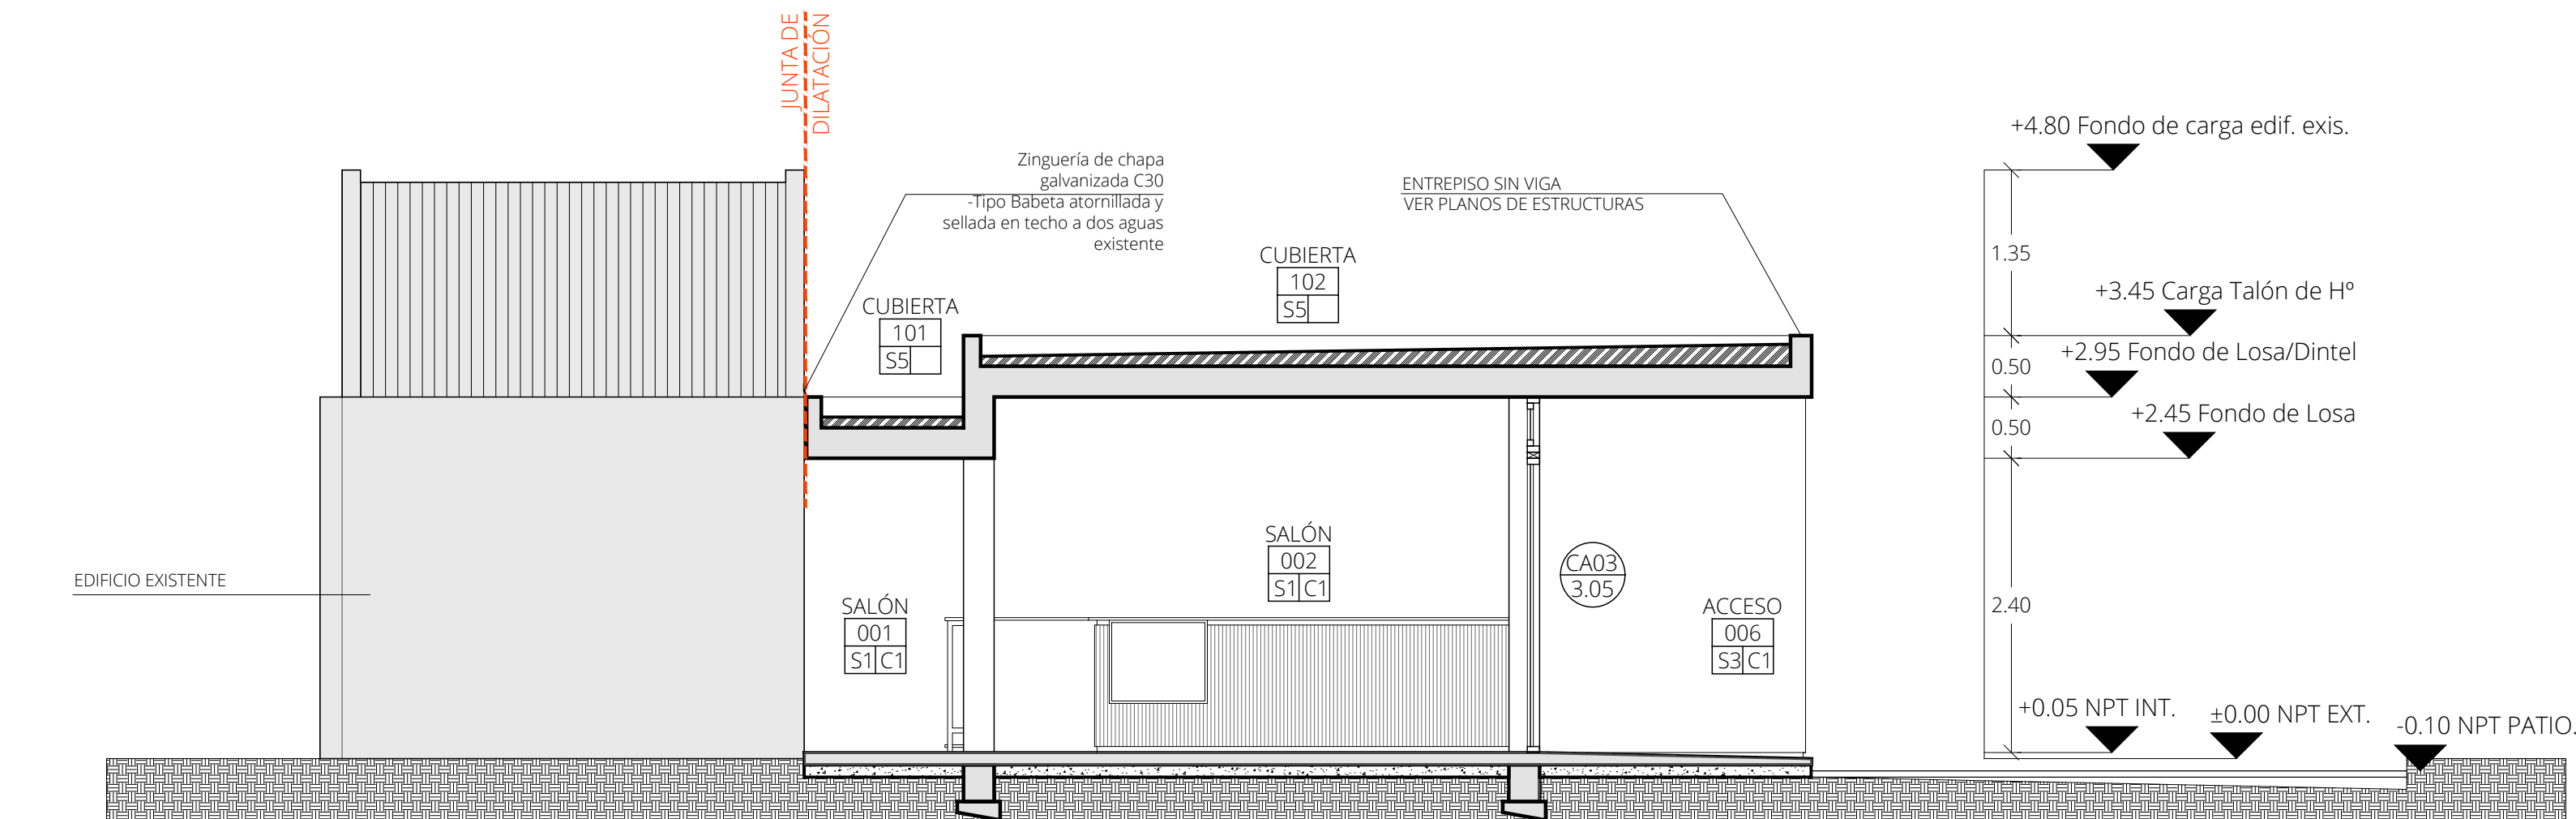 JUNTA DE
DILATACIÓN
Zinguería de chapa
galvanizada C30
-Tipo Babeta atornillada y
sellada en techo a dos aguas
existente
ENTREPISO SIN VIGA
VER PLANOS DE ESTRUCTURAS
CUBIERTA
101
S5
CUBIERTA
102
S5
EDIFICIO EXISTENTE
SALÓN
001
S1 C1
SALÓN
002
S1 C1
CA03
3.05
ACCESO
006
S3 C1
+4.80 Fondo de carga edif. exis.
1.35
+3.45 Carga Talón de Hº
0.50
+2.95 Fondo de Losa/Dintel
0.50
+2.45 Fondo de Losa
2.40
+0.05 NPT INT.
±0.00 NPT EXT.
-0.10 NPT PATIO.